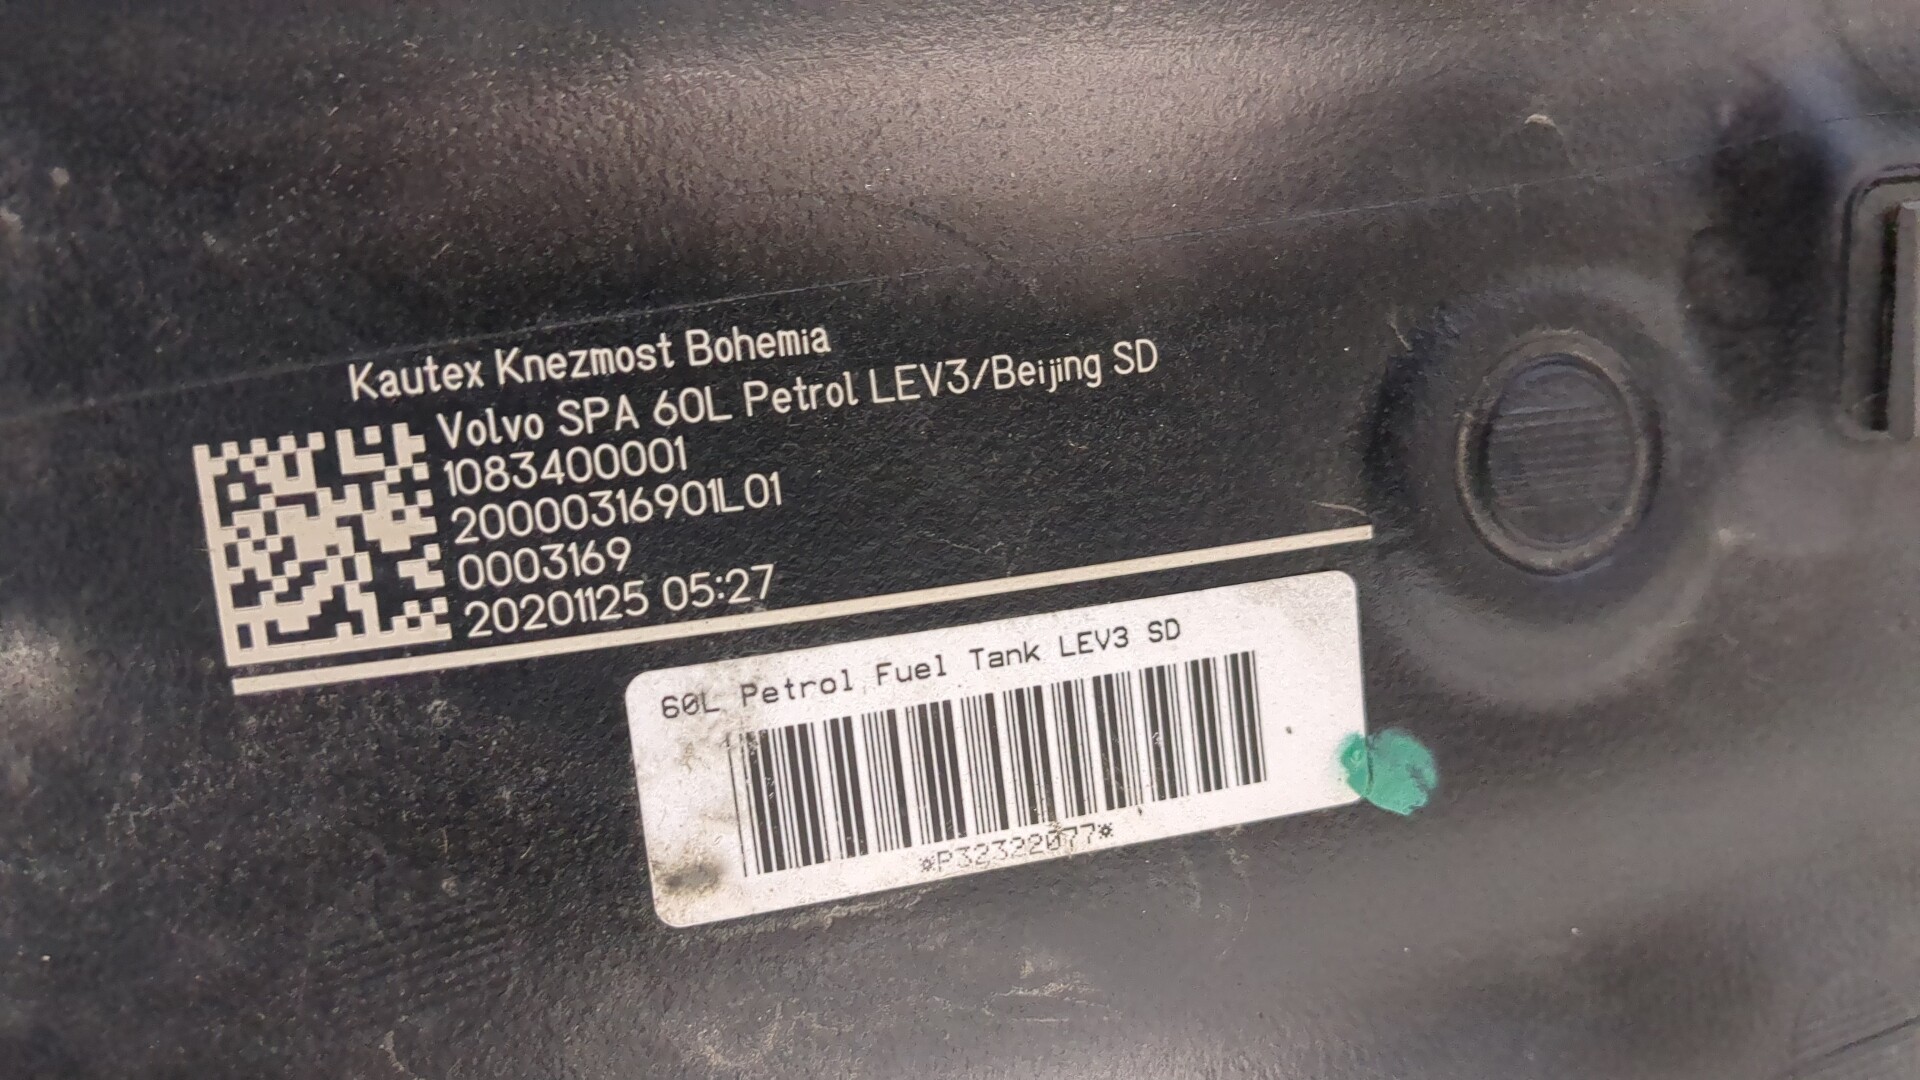 Kautex Knezmost Bohemia
Volvo SPA 60L Petrol LEV3/Beijing SD
1083400001
20000316901L01
0003169
20201125 05:27
60L Petrol Fuel Tank LEV3 SD
*P32322077*